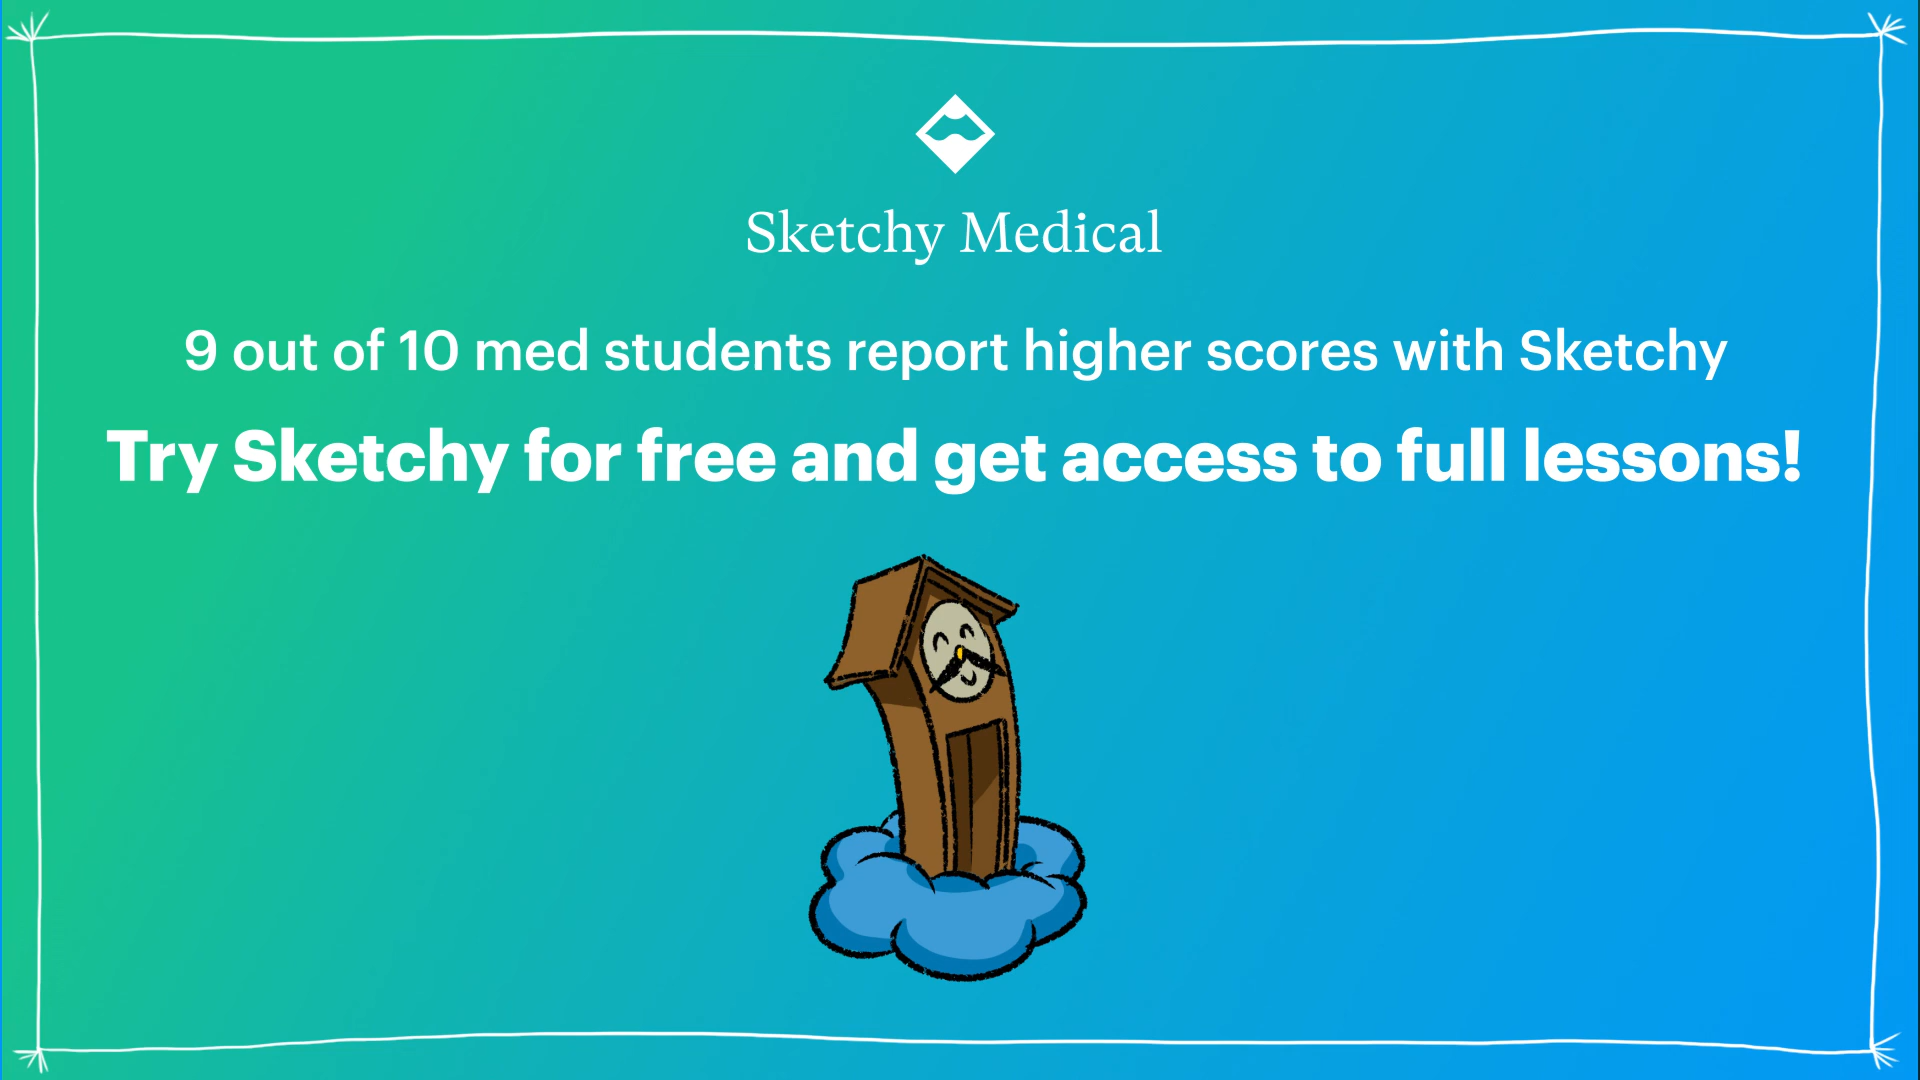 Sketchy Medical
9 out of 10 med students report higher scores with Sketchy
Try Sketchy for free and get access to full lessons!